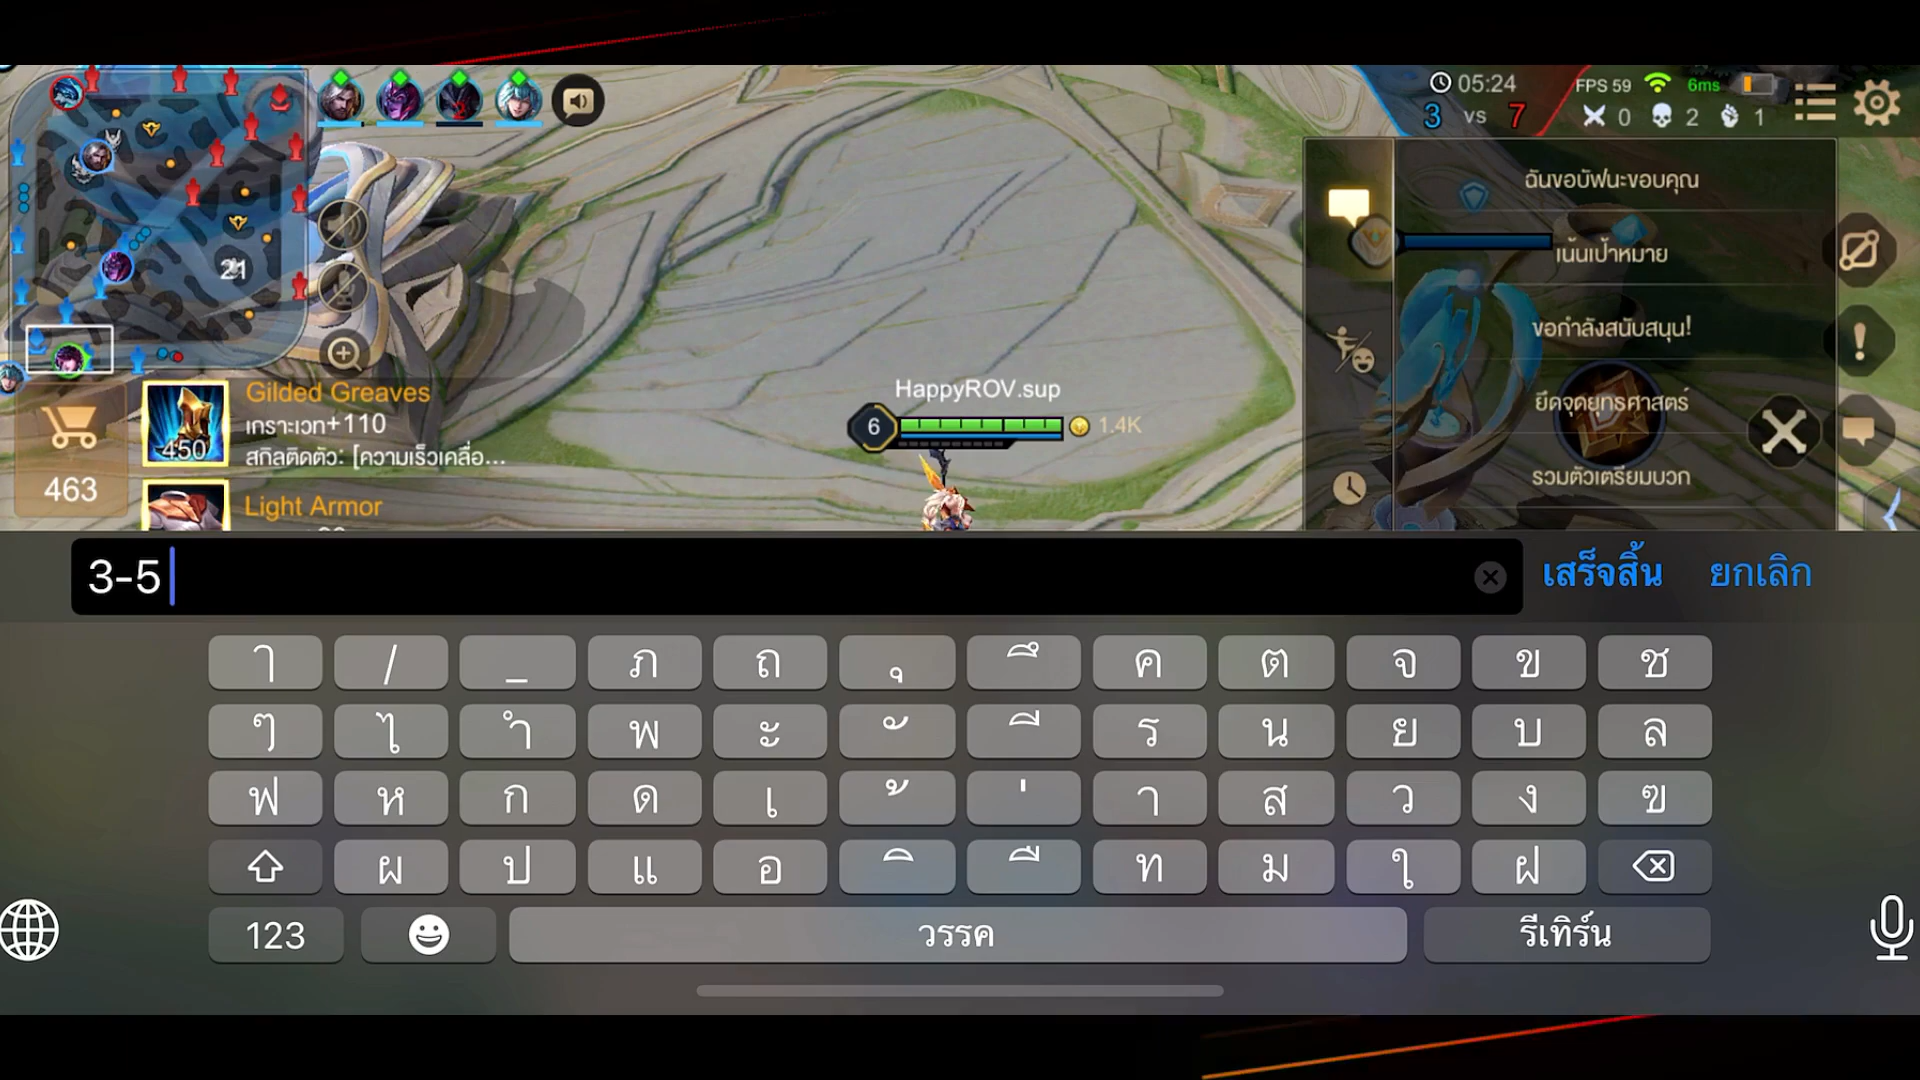 05:24
FPS 59
6ms
3 vs 7
0
2
1
21
ฉันขอบัฟนะขอบคุณ
เน้นเป้าหมาย
ขอกำลังสนับสนุน!
ยึดจุดยุทธศาสตร์
รวมตัวเตรียมบวก
Gilded Greaves
เกราะเวท+110
สกิลติดตัว: [ความเร็วเคลื่อ...
450
463
Light Armor
HappyROV.sup
6
1.4K
3-5
เสร็จสิ้น
ยกเลิก
ๅ / _ ภ ถ ุ ึ ค ต จ ข ช
ๆ ไ ำ พ ะ ั ี ร น ย บ ล
ฟ ห ก ด เ ้ ่ า ส ว ง ฃ
ผ ป แ อ ิ ื ท ม ใ ฝ
123
วรรค
รีเทิร์น